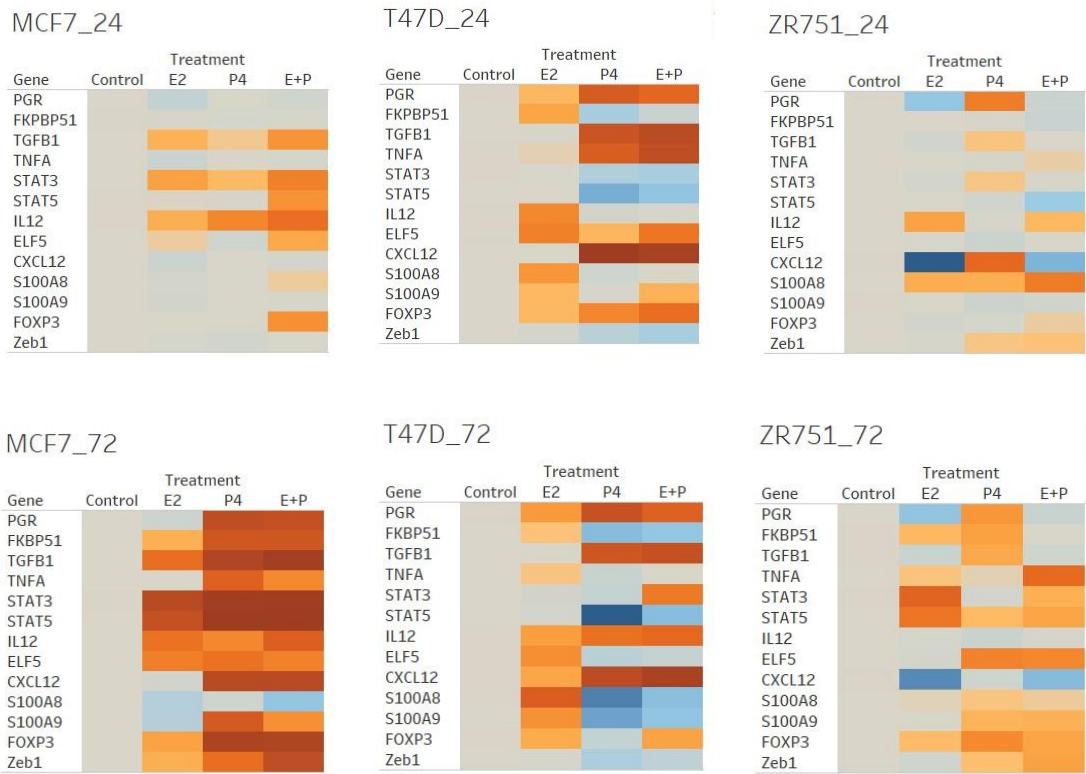 MCF7_24
Treatment
Gene Control E2 P4 E+P
PGR
FKPBP51
TGFB1
TNFA
STAT3
STAT5
IL12
ELF5
CXCL12
S100A8
S100A9
FOXP3
Zeb1
T47D_24
Treatment
Gene Control E2 P4 E+P
PGR
FKBPBP51
TGFB1
TNFA
STAT3
STAT5
IL12
ELF5
CXCL12
S100A8
S100A9
FOXP3
Zeb1
ZR751_24
Treatment
Gene Control E2 P4 E+P
PGR
FKPBP51
TGFB1
TNFA
STAT3
STAT5
IL12
ELF5
CXCL12
S100A8
S100A9
FOXP3
Zeb1
MCF7_72
Treatment
Gene Control E2 P4 E+P
PGR
FKBP51
TGFB1
TNFA
STAT3
STAT5
IL12
ELF5
CXCL12
S100A8
S100A9
FOXP3
Zeb1
T47D_72
Treatment
Gene Control E2 P4 E+P
PGR
FKBP51
TGFB1
TNFA
STAT3
STAT5
IL12
ELF5
CXCL12
S100A8
S100A9
FOXP3
Zeb1
ZR751_72
Treatment
Gene Control E2 P4 E+P
PGR
FKBP51
TGFB1
TNFA
STAT3
STAT5
IL12
ELF5
CXCL12
S100A8
S100A9
FOXP3
Zeb1